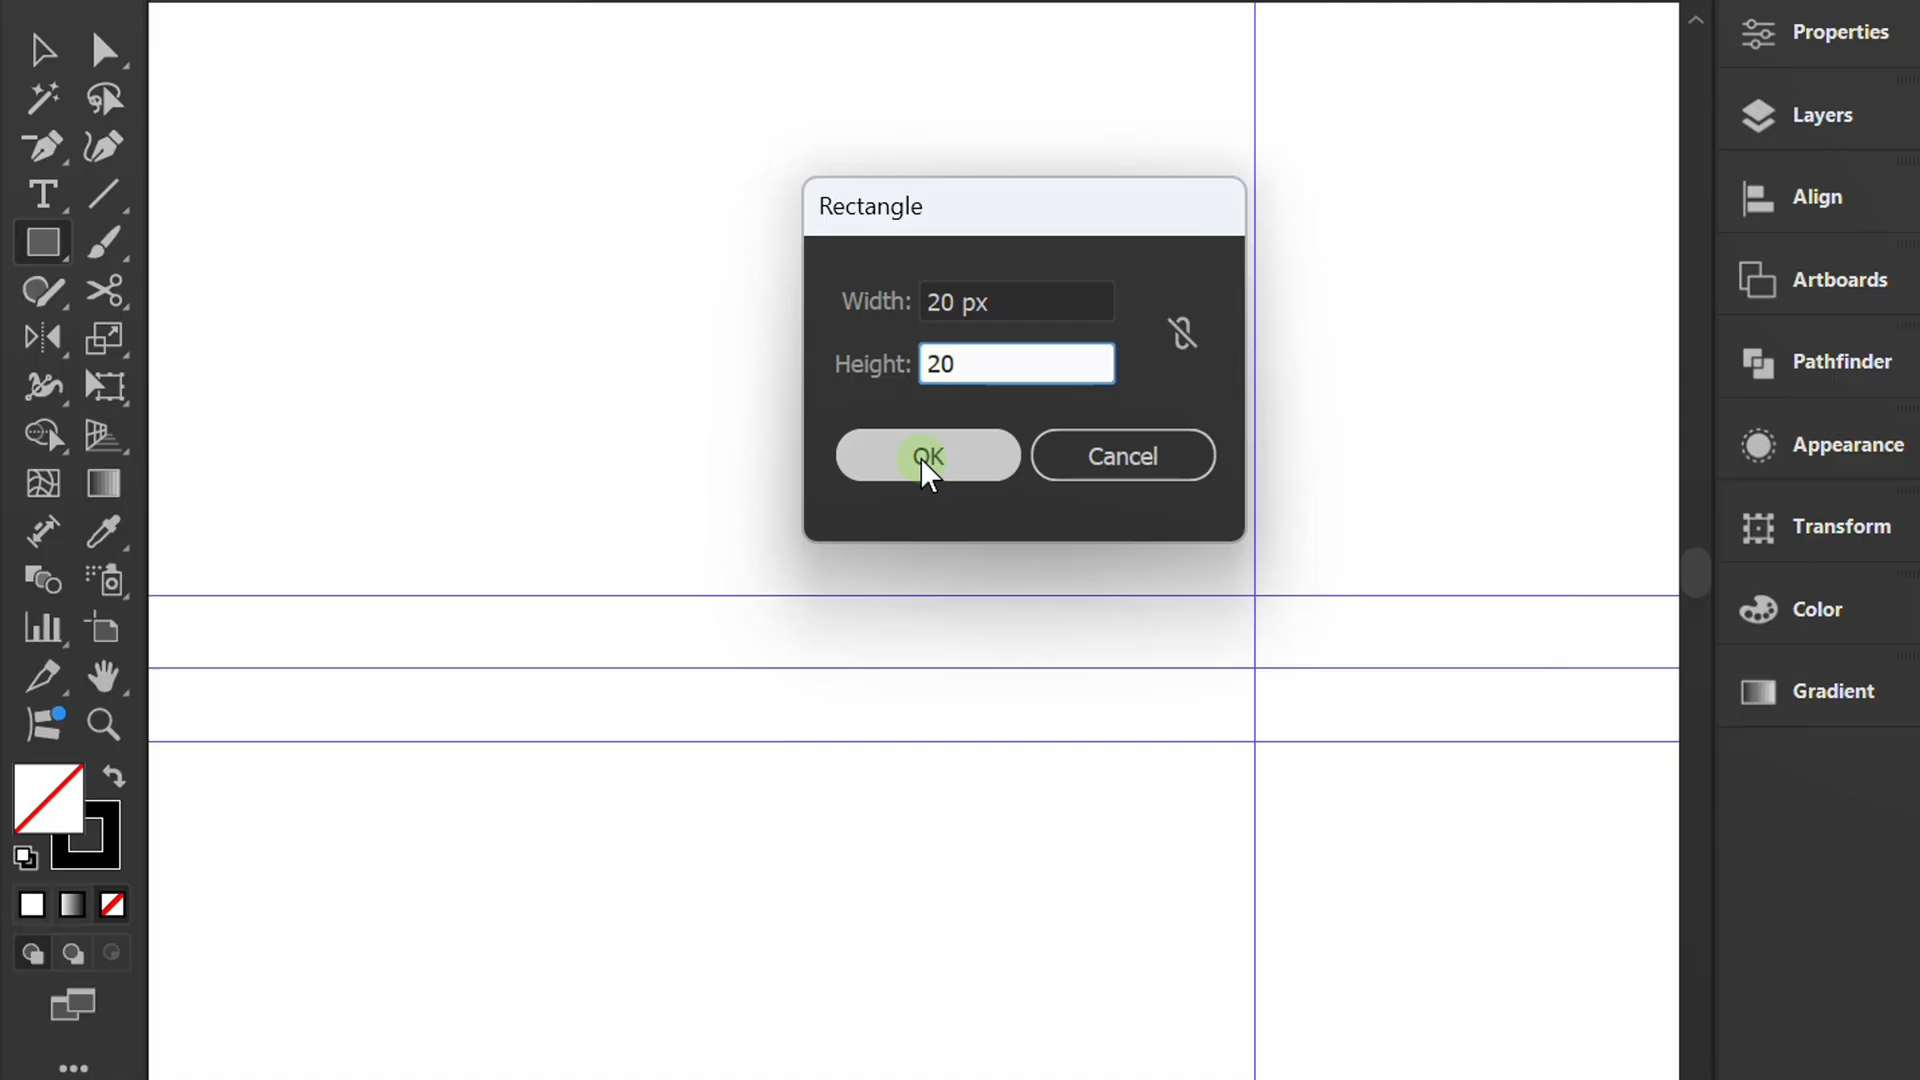 Rectangle
Width: 20 px
Height: 20
OK
Cancel
Properties
Layers
Align
Artboards
Pathfinder
Appearance
Transform
Color
Gradient